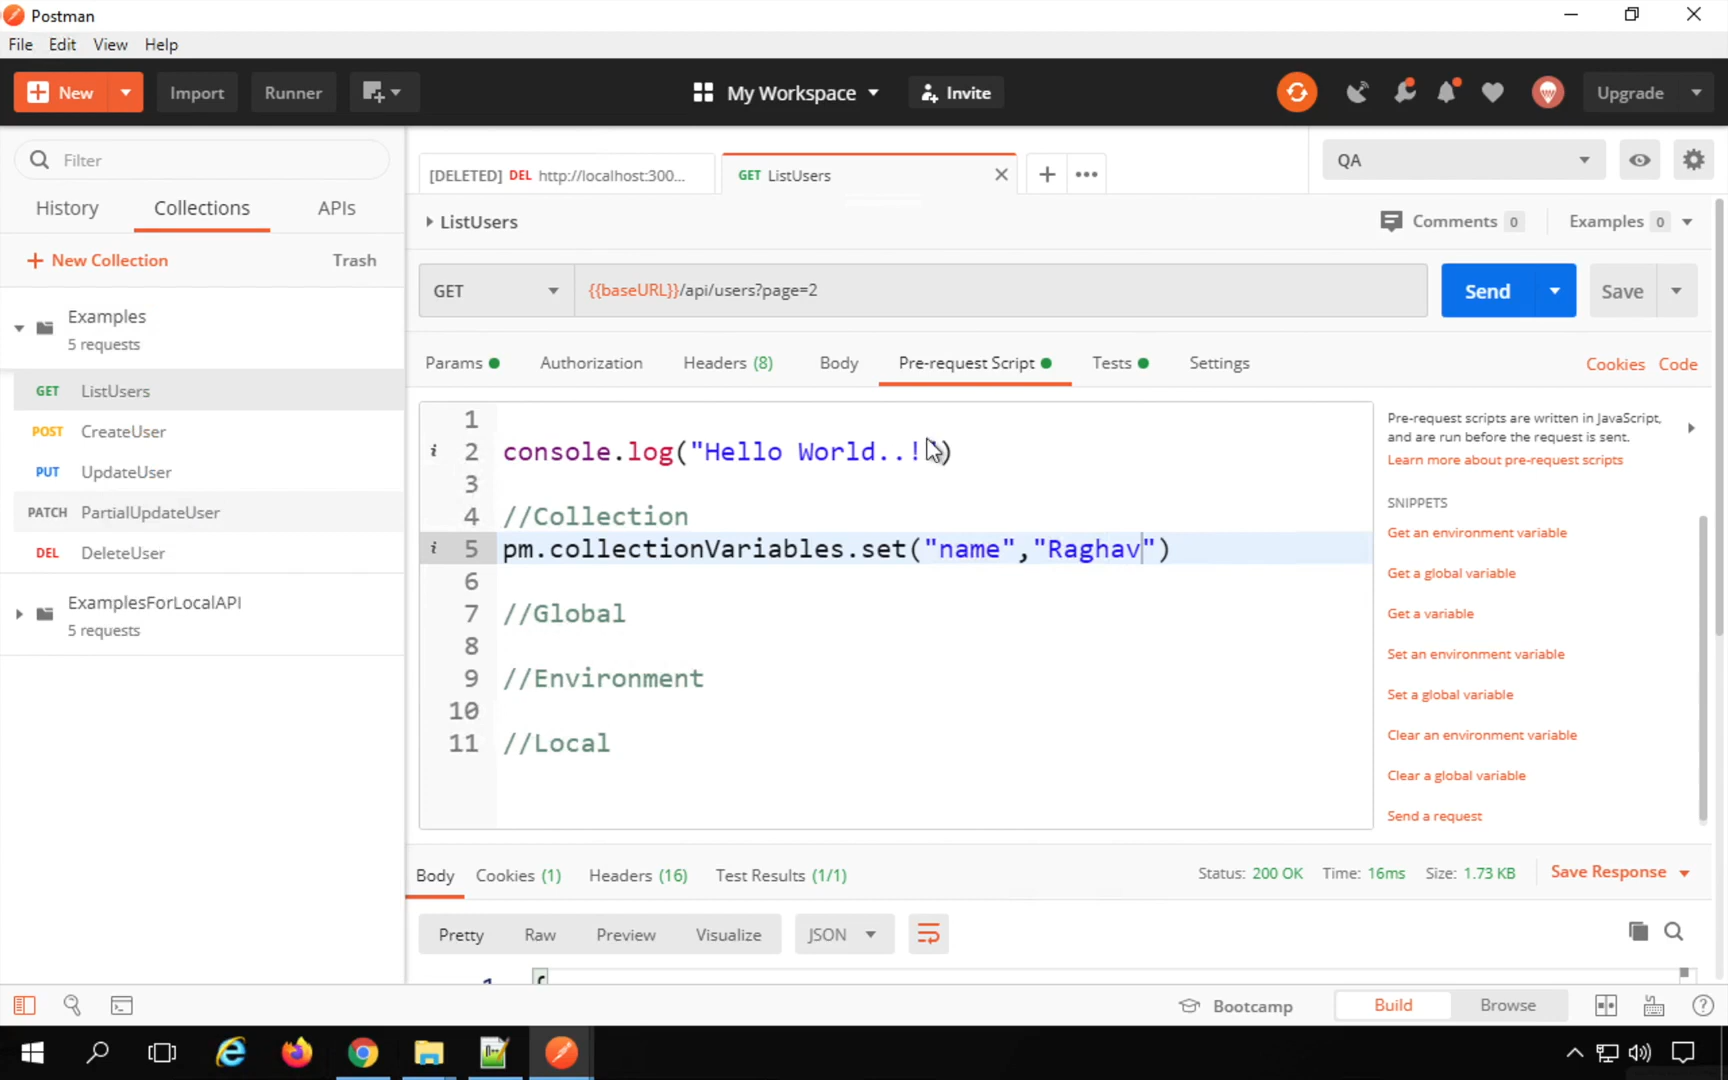 Postman
File Edit View Help
New Import Runner My Workspace Invite Upgrade
Filter
History Collections APIs
New Collection Trash
Examples
5 requests
GET ListUsers
POST CreateUser
PUT UpdateUser
PATCH PartialUpdateUser
DEL DeleteUser
ExamplesForLocalAPI
5 requests
[DELETED] DEL http://localhost:300...
GET ListUsers
QA
ListUsers
Comments 0 Examples 0
GET {{baseURL}}/api/users?page=2 Send Save
Params Authorization Headers (8) Body Pre-request Script Tests Settings Cookies Code
1
2 console.log("Hello World..!")
3
4 //Collection
5 pm.collectionVariables.set("name","Raghav")
6
7 //Global
8
9 //Environment
10
11 //Local
Pre-request scripts are written in JavaScript,
and are run before the request is sent.
Learn more about pre-request scripts
SNIPPETS
Get an environment variable
Get a global variable
Get a variable
Set an environment variable
Set a global variable
Clear an environment variable
Clear a global variable
Send a request
Body Cookies (1) Headers (16) Test Results (1/1) Status: 200 OK Time: 16ms Size: 1.73 KB Save Response
Pretty Raw Preview Visualize JSON
Bootcamp Build Browse